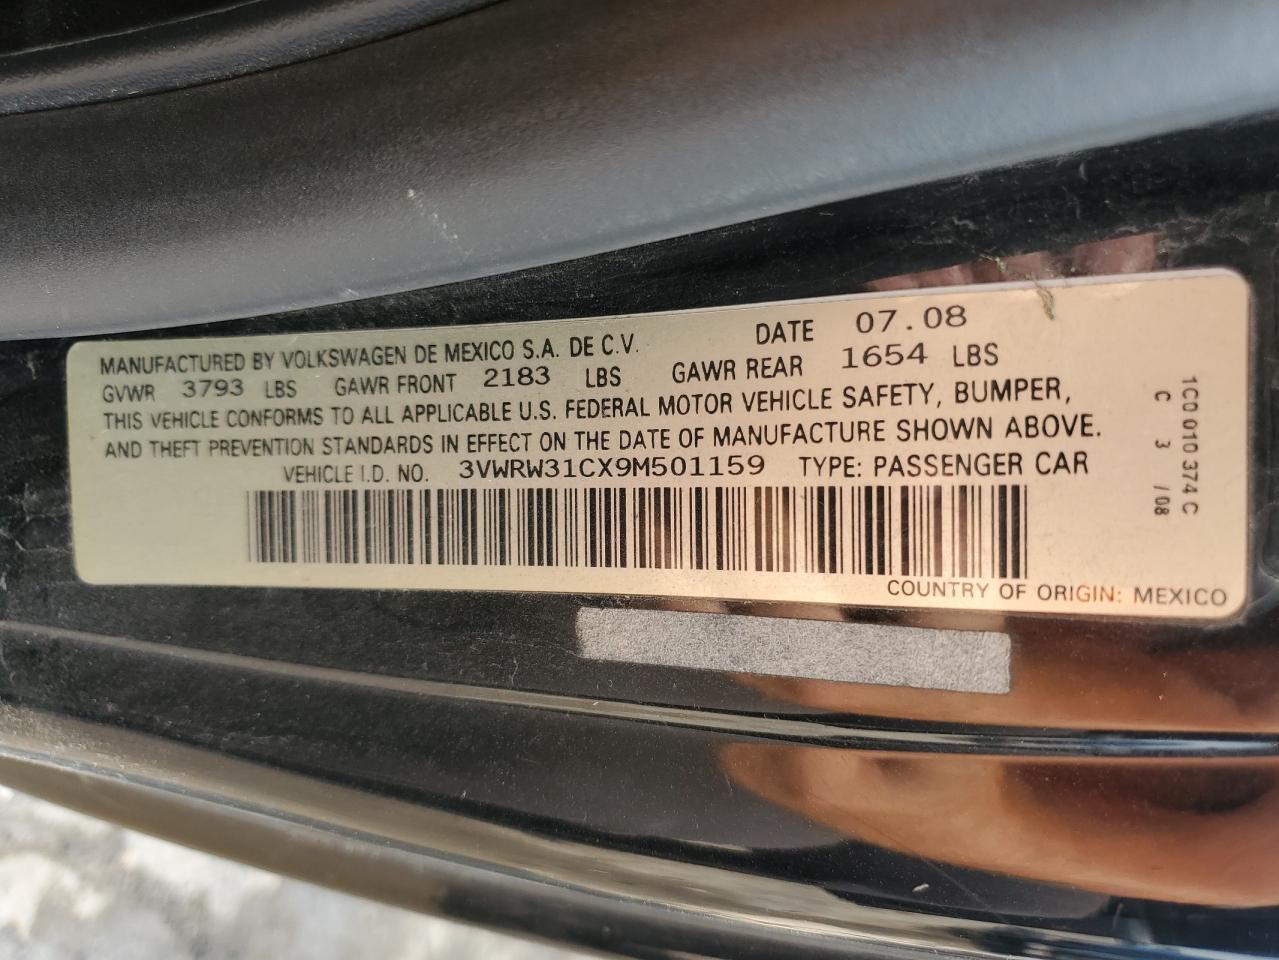 MANUFACTURED BY VOLKSWAGEN DE MEXICO S.A. DE C.V. DATE 07.08
GVWR 3793 LBS GAWR FRONT 2183 LBS GAWR REAR 1654 LBS
THIS VEHICLE CONFORMS TO ALL APPLICABLE U.S. FEDERAL MOTOR VEHICLE SAFETY, BUMPER,
AND THEFT PREVENTION STANDARDS IN EFFECT ON THE DATE OF MANUFACTURE SHOWN ABOVE.
VEHICLE I.D. NO. 3VWRW31CX9M501159 TYPE: PASSENGER CAR
COUNTRY OF ORIGIN: MEXICO
1C0 010 374 C
C 3 / 08